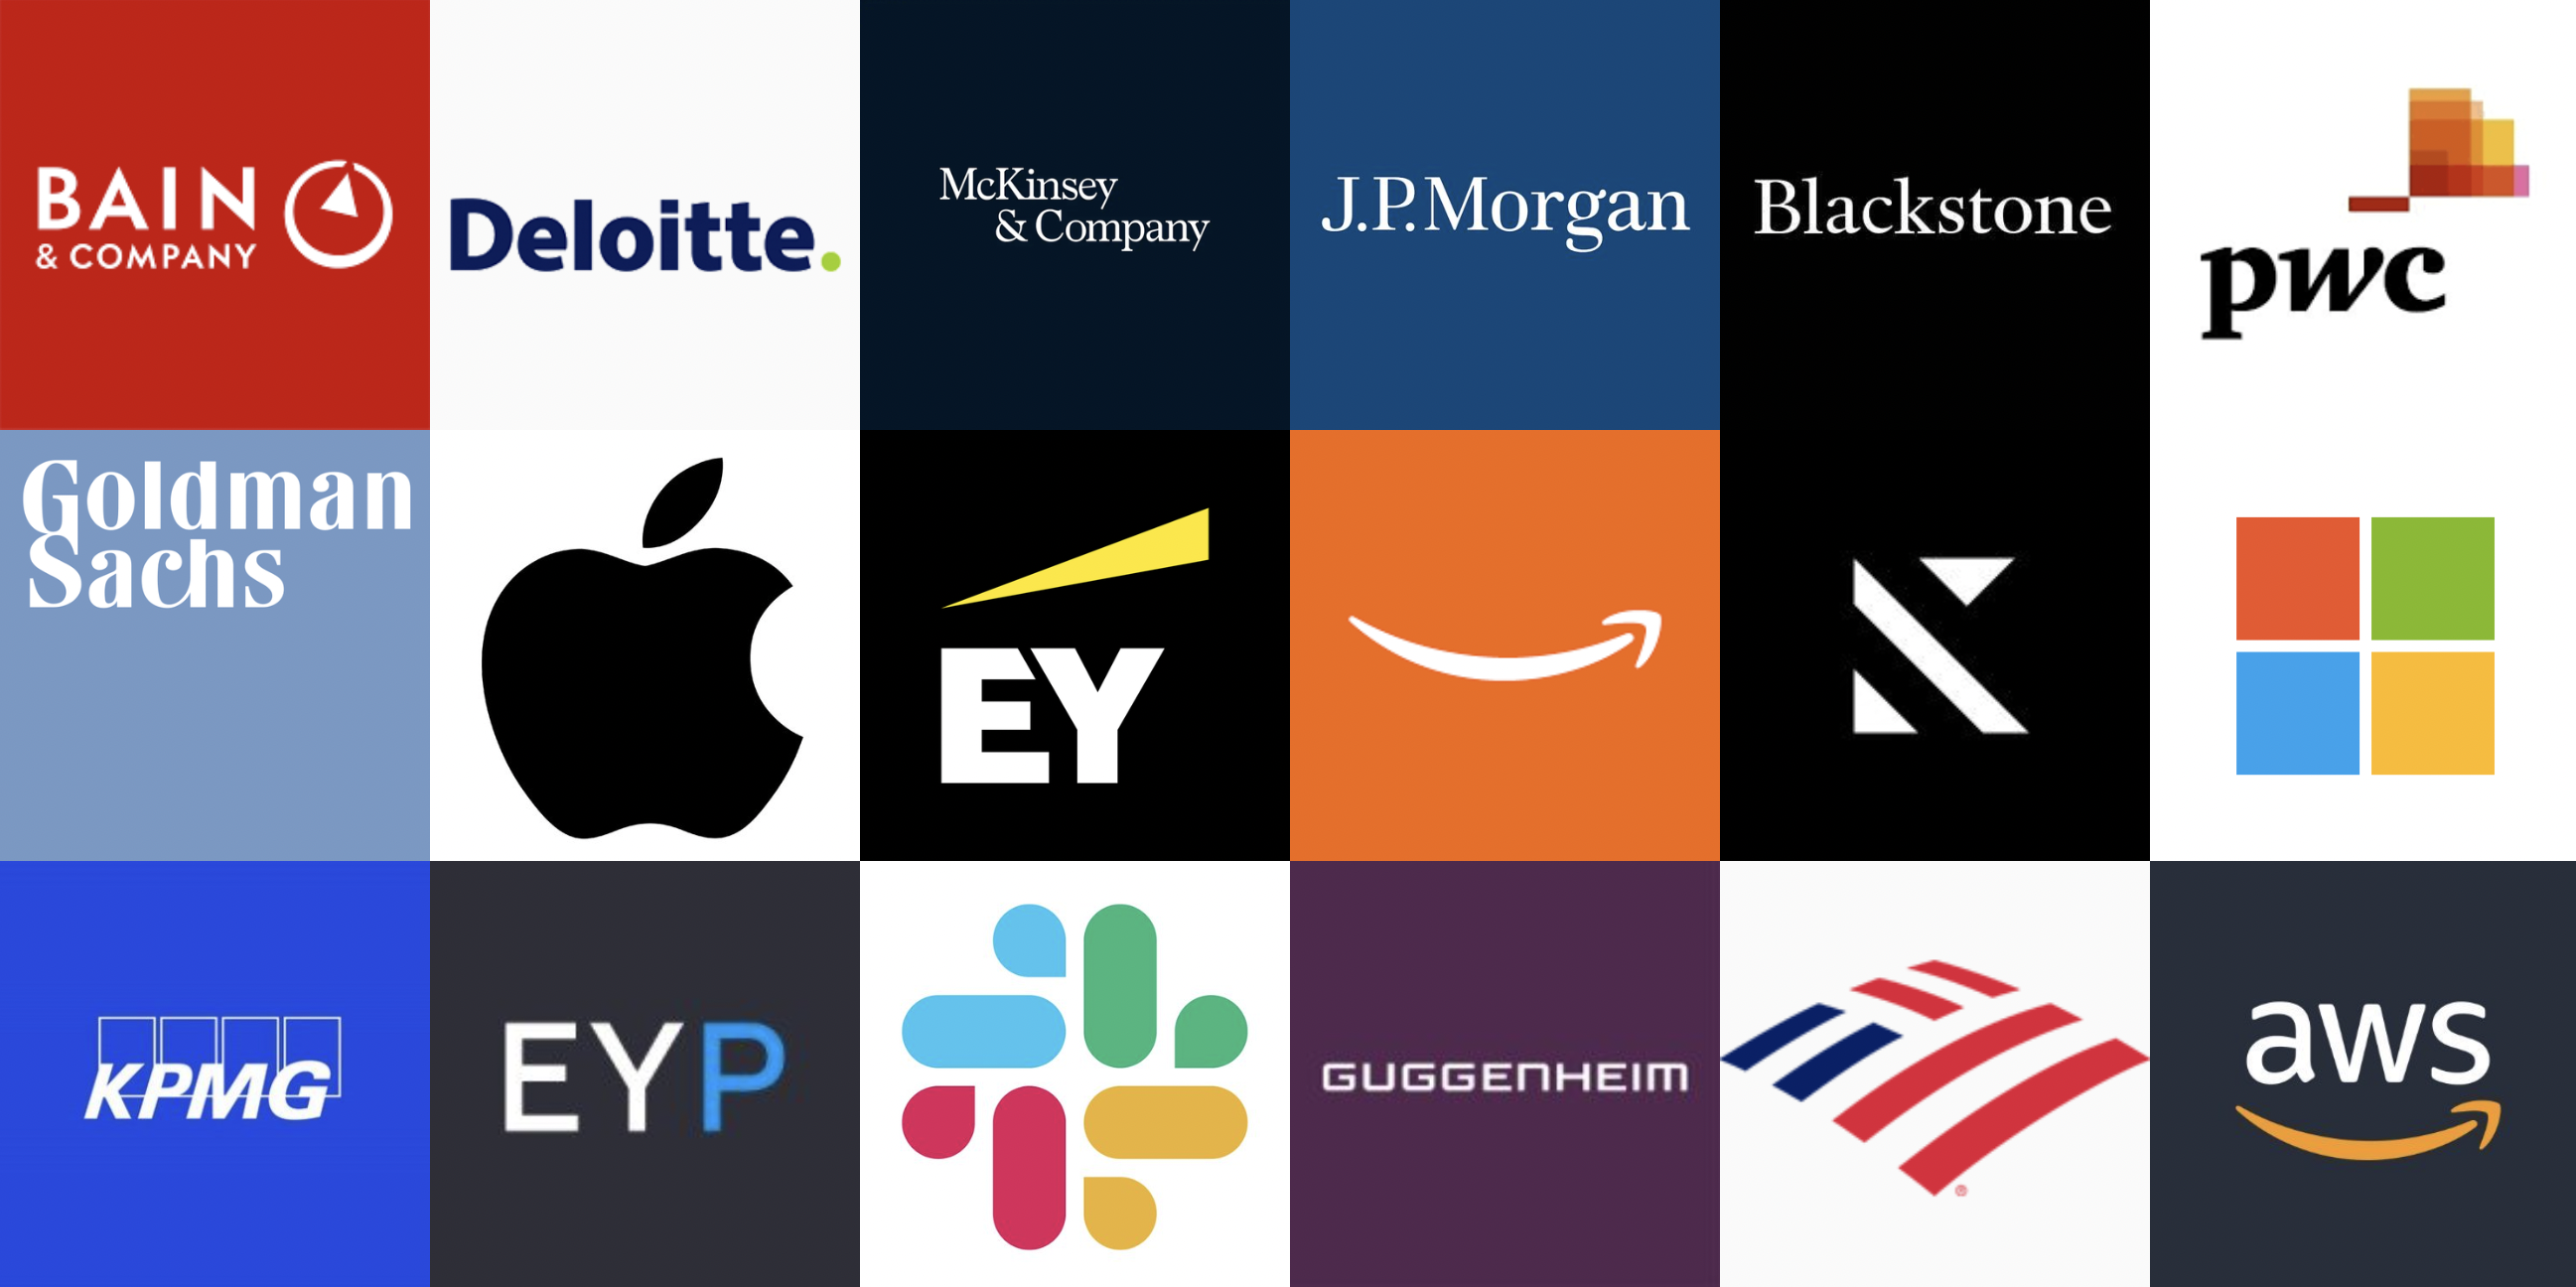 BAIN
& COMPANY
Deloitte.
McKinsey
& Company
J.P.Morgan
Blackstone
pwc
Goldman
Sachs
EY
KPMG
EYP
GUGGENHEIM
®
aws